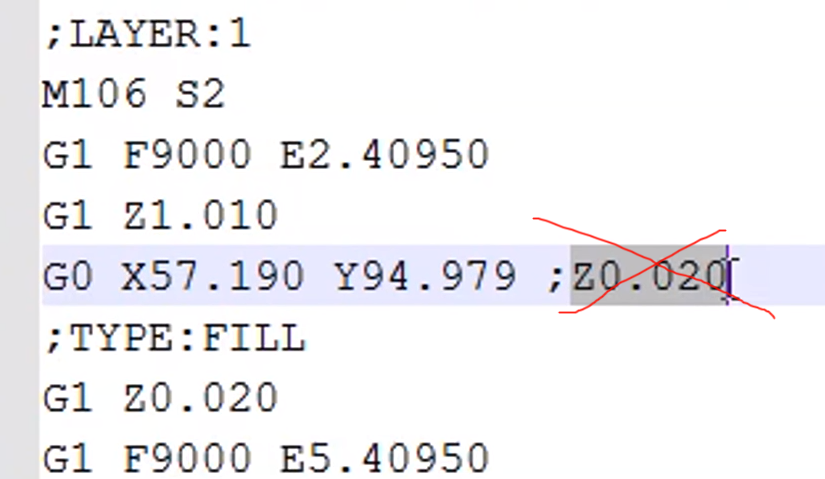 ;LAYER:1
M106 S2
G1 F9000 E2.40950
G1 Z1.010
G0 X57.190 Y94.979 ;Z0.020
;TYPE:FILL
G1 Z0.020
G1 F9000 E5.40950